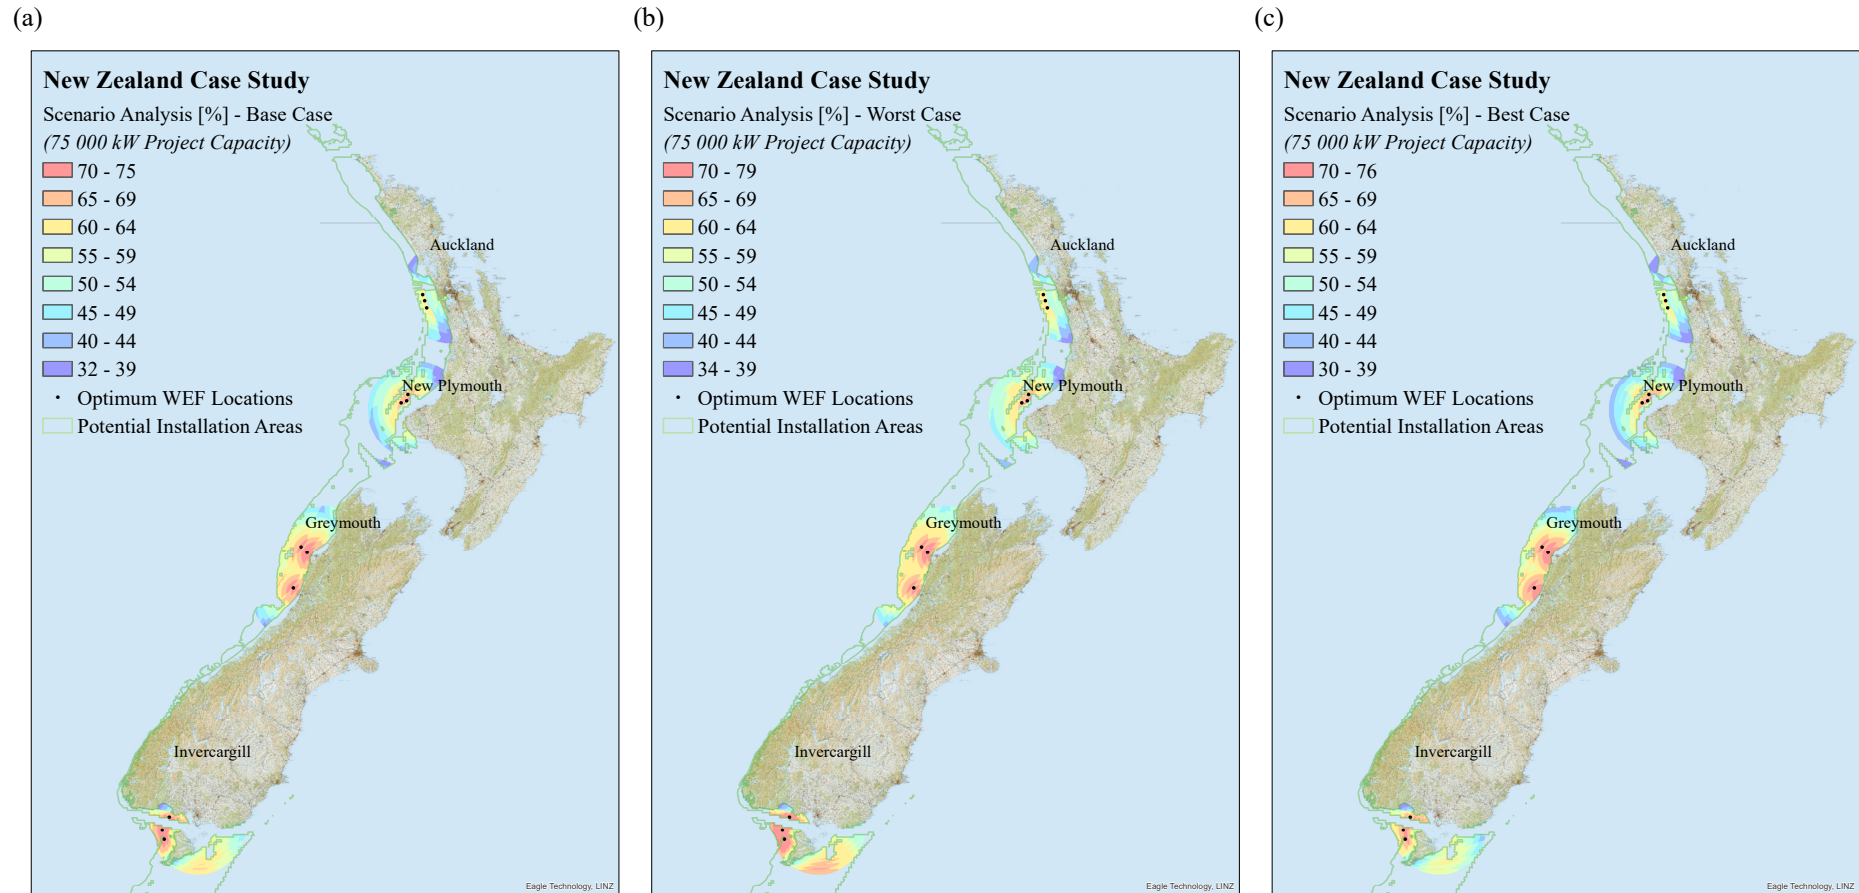 (a)
New Zealand Case Study
Scenario Analysis [%] - Base Case
(75 000 kW Project Capacity)
70 - 75
65 - 69
60 - 64
55 - 59
50 - 54
45 - 49
40 - 44
32 - 39
Optimum WEF Locations
Potential Installation Areas
Auckland
New Plymouth
Greymouth
Invercargill
Eagle Technology, LINZ
(b)
New Zealand Case Study
Scenario Analysis [%] - Worst Case
(75 000 kW Project Capacity)
70 - 79
65 - 69
60 - 64
55 - 59
50 - 54
45 - 49
40 - 44
34 - 39
Optimum WEF Locations
Potential Installation Areas
Auckland
New Plymouth
Greymouth
Invercargill
Eagle Technology, LINZ
(c)
New Zealand Case Study
Scenario Analysis [%] - Best Case
(75 000 kW Project Capacity)
70 - 76
65 - 69
60 - 64
55 - 59
50 - 54
45 - 49
40 - 44
30 - 39
Optimum WEF Locations
Potential Installation Areas
Auckland
New Plymouth
Greymouth
Invercargill
Eagle Technology, LINZ